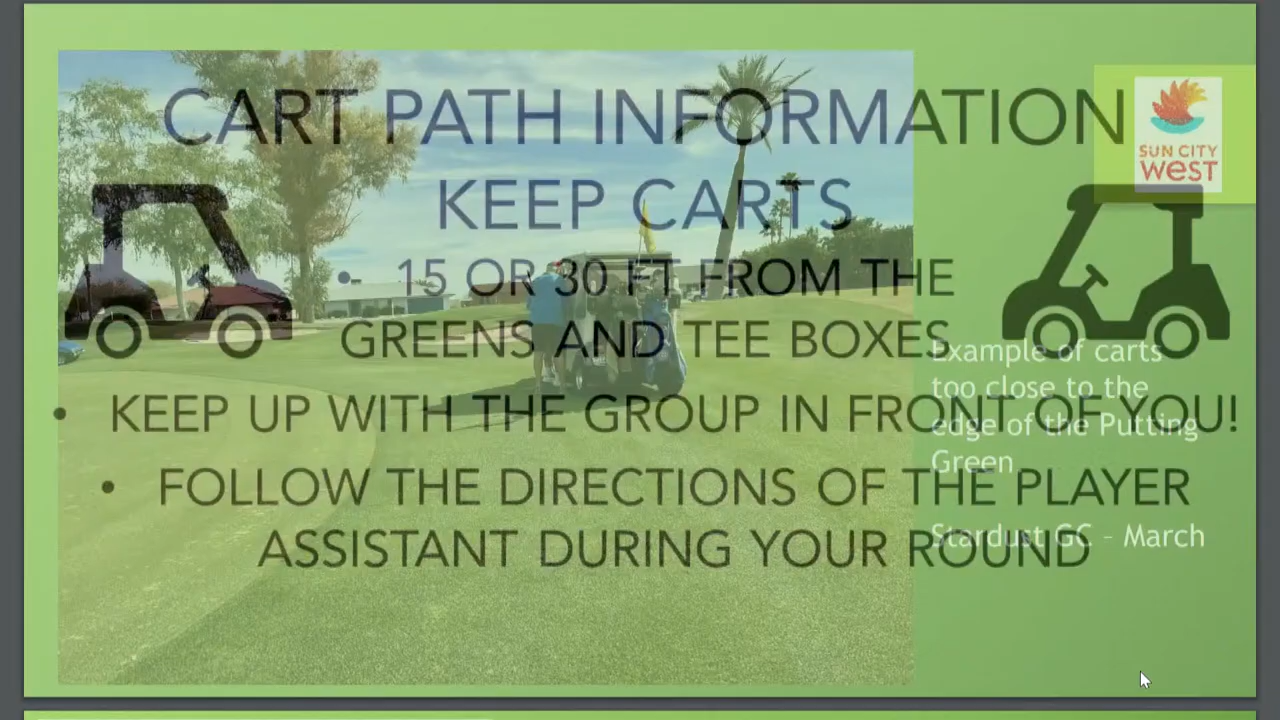 CART PATH INFORMATION
SUN CITY
WEST
KEEP CARTS
• 15 OR 30 FT FROM THE
GREENS AND TEE BOXES
• KEEP UP WITH THE GROUP IN FRONT OF YOU!
• FOLLOW THE DIRECTIONS OF THE PLAYER
ASSISTANT DURING YOUR ROUND
Example of carts
too close to the
edge of the Putting
Green
Stardust GC - March